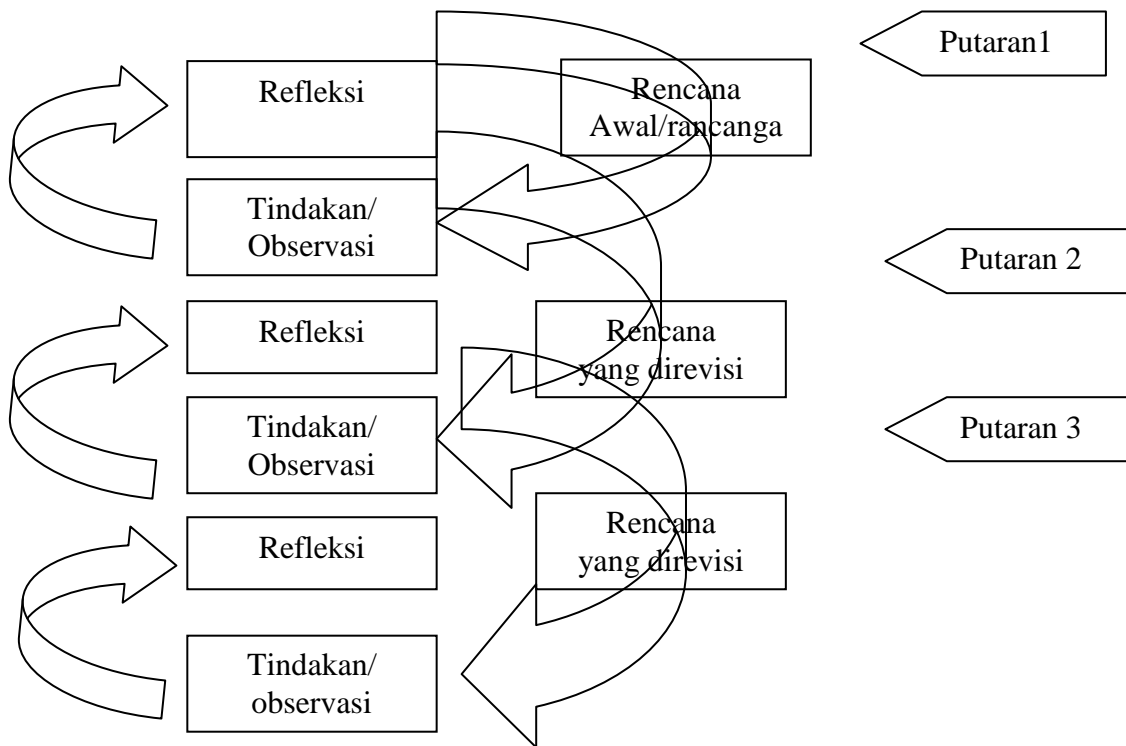 Putaran1
Refleksi
Rencana
Awal/rancanga
Tindakan/
Observasi
Putaran 2
Refleksi
Rencana
yang direvisi
Tindakan/
Observasi
Putaran 3
Refleksi
Rencana
yang direvisi
Tindakan/
observasi